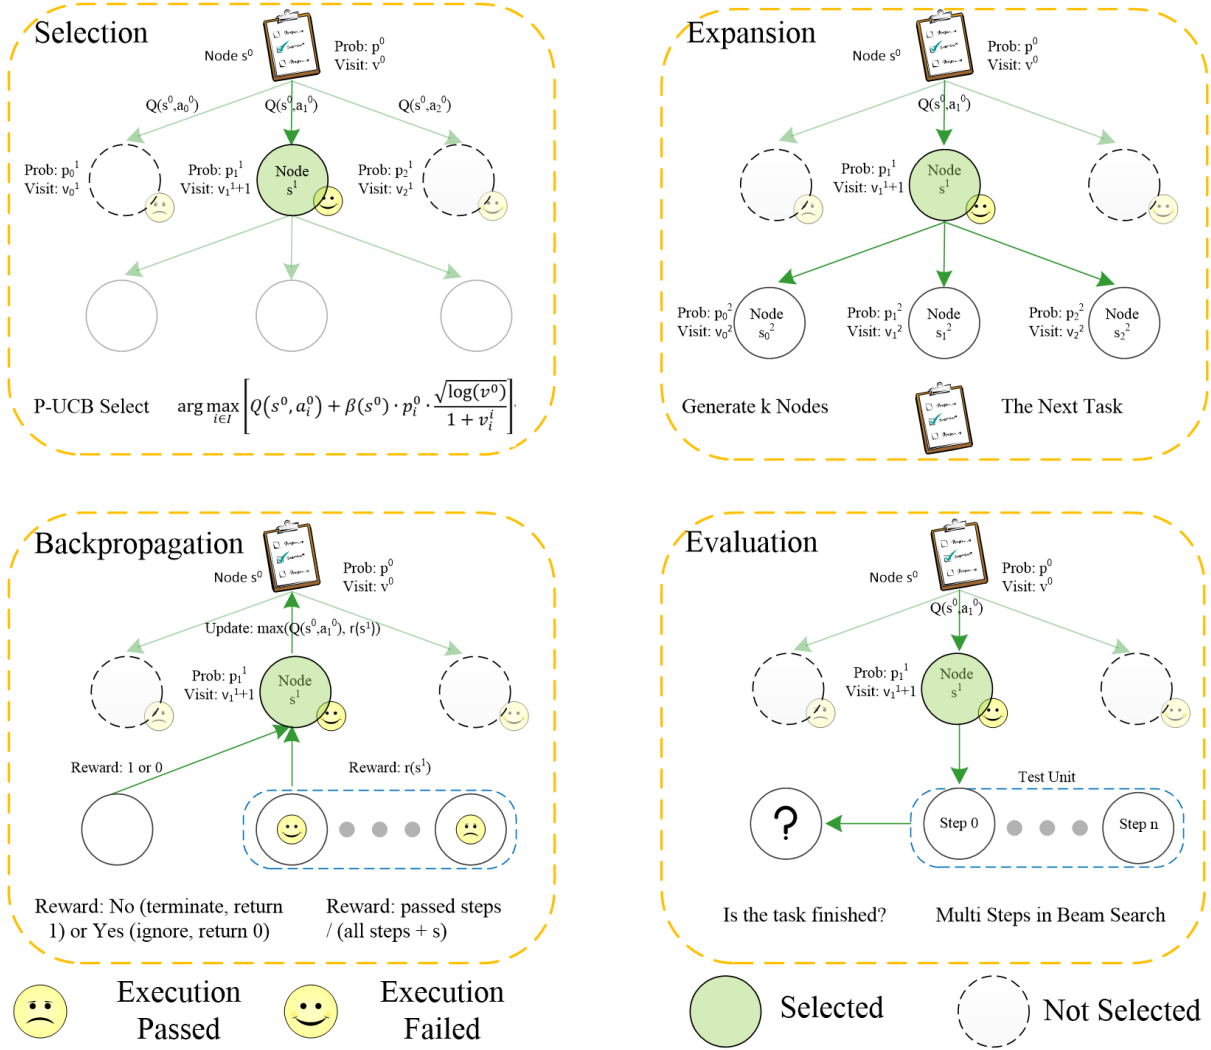 Selection
Node s⁰
Prob: p⁰
Visit: v⁰
Q(s⁰,a₀⁰)
Q(s⁰,a₁⁰)
Q(s⁰,a₂⁰)
Prob: p₀¹
Visit: v₀¹
Prob: p₁¹
Visit: v₁¹+1
Node
s¹
Prob: p₂¹
Visit: v₂¹
P-UCB Select
arg max_{i∈I} [Q(s⁰, aᵢ⁰) + β(s⁰) · pᵢ⁰ · √log(v⁰) / (1 + vᵢⁱ)]
Expansion
Node s⁰
Prob: p⁰
Visit: v⁰
Q(s⁰,a₁⁰)
Prob: p₁¹
Visit: v₁¹+1
Node
s¹
Prob: p₀²
Visit: v₀²
Node
s₀²
Prob: p₁²
Visit: v₁²
Node
s₁²
Prob: p₂²
Visit: v₂²
Node
s₂²
Generate k Nodes
The Next Task
Backpropagation
Node s⁰
Prob: p⁰
Visit: v⁰
Update: max(Q(s⁰,a₁⁰), r(s¹))
Prob: p₁¹
Visit: v₁¹+1
Node
s¹
Reward: 1 or 0
Reward: r(s¹)
Reward: No (terminate, return
1) or Yes (ignore, return 0)
Reward: passed steps
/ (all steps + s)
Evaluation
Node s⁰
Prob: p⁰
Visit: v⁰
Q(s⁰,a₁⁰)
Prob: p₁¹
Visit: v₁¹+1
Node
s¹
Test Unit
?
Step 0
Step n
Is the task finished?
Multi Steps in Beam Search
Execution
Passed
Execution
Failed
Selected
Not Selected